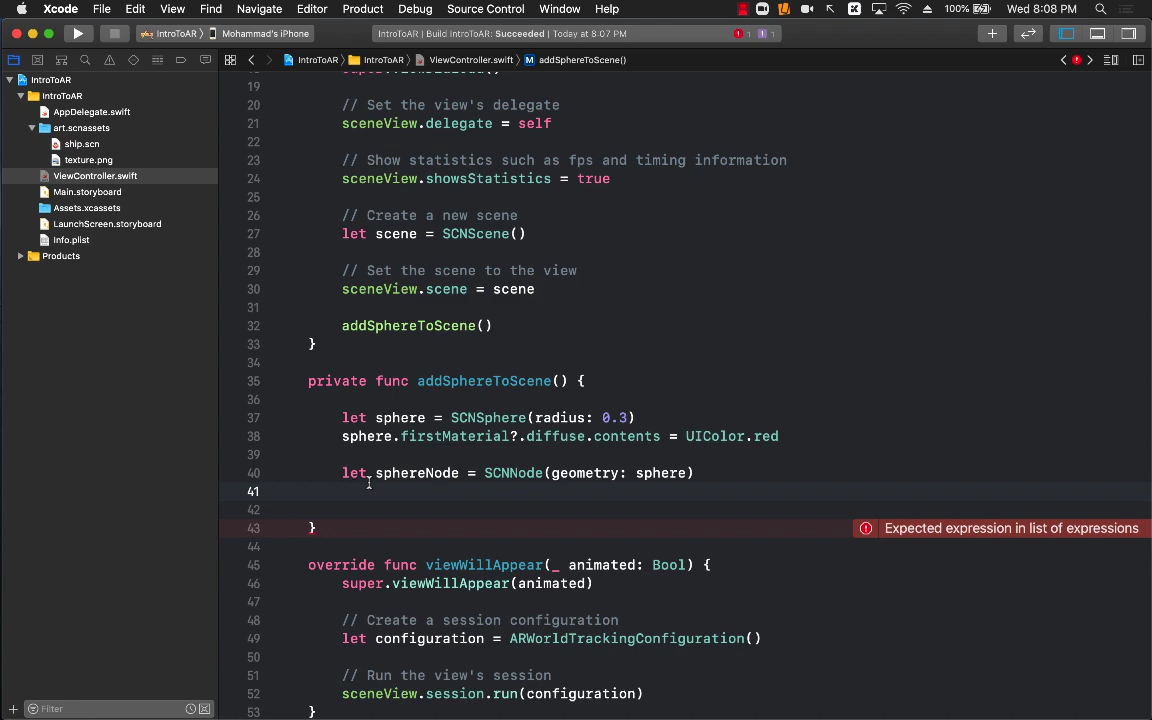 Xcode File Edit View Find Navigate Editor Product Debug Source Control Window Help 100% Wed 8:08 PM
IntroToAR 〉 Mohammad's iPhone IntroToAR | Build IntroToAR: Succeeded | Today at 8:07 PM 1 1
IntroToAR 〉 IntroToAR 〉 ViewController.swift 〉 M addSphereToScene()
IntroToAR
IntroToAR
AppDelegate.swift
art.scnassets
ship.scn
texture.png
ViewController.swift
Main.storyboard
Assets.xcassets
LaunchScreen.storyboard
Info.plist
Products
Filter
19
20 // Set the view's delegate
21 sceneView.delegate = self
22
23 // Show statistics such as fps and timing information
24 sceneView.showsStatistics = true
25
26 // Create a new scene
27 let scene = SCNScene()
28
29 // Set the scene to the view
30 sceneView.scene = scene
31
32 addSphereToScene()
33 }
34
35 private func addSphereToScene() {
36
37 let sphere = SCNSphere(radius: 0.3)
38 sphere.firstMaterial?.diffuse.contents = UIColor.red
39
40 let sphereNode = SCNNode(geometry: sphere)
41
42
43 } Expected expression in list of expressions
44
45 override func viewWillAppear(_ animated: Bool) {
46 super.viewWillAppear(animated)
47
48 // Create a session configuration
49 let configuration = ARWorldTrackingConfiguration()
50
51 // Run the view's session
52 sceneView.session.run(configuration)
53 }